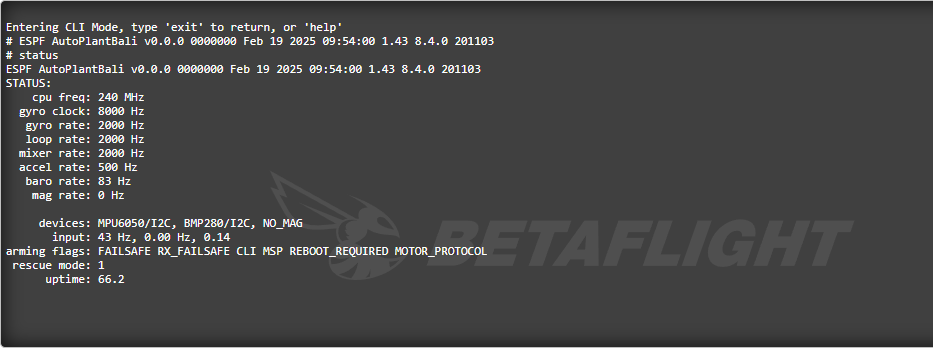 Entering CLI Mode, type 'exit' to return, or 'help'
# ESPF AutoPlantBali v0.0.0 0000000 Feb 19 2025 09:54:00 1.43 8.4.0 201103
# status
ESPF AutoPlantBali v0.0.0 0000000 Feb 19 2025 09:54:00 1.43 8.4.0 201103
STATUS:
cpu freq: 240 MHz
gyro clock: 8000 Hz
gyro rate: 2000 Hz
loop rate: 2000 Hz
mixer rate: 2000 Hz
accel rate: 500 Hz
baro rate: 83 Hz
mag rate: 0 Hz
devices: MPU6050/I2C, BMP280/I2C, NO_MAG
input: 43 Hz, 0.00 Hz, 0.14
arming flags: FAILSAFE RX_FAILSAFE CLI MSP REBOOT_REQUIRED MOTOR_PROTOCOL
rescue mode: 1
uptime: 66.2
BETAFLIGHT